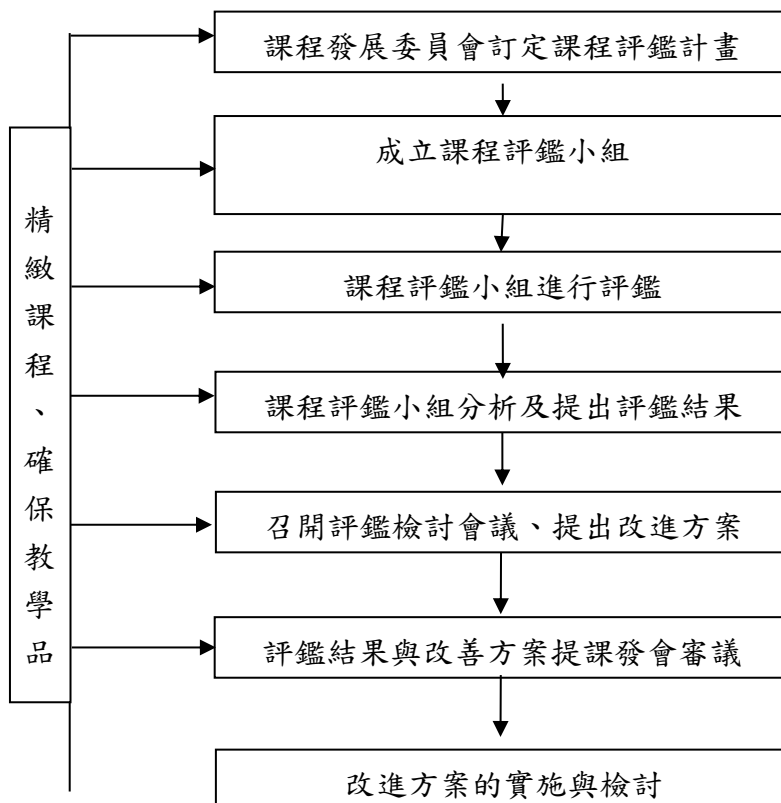 課程發展委員會訂定課程評鑑計畫
成立課程評鑑小組
課程評鑑小組進行評鑑
課程評鑑小組分析及提出評鑑結果
召開評鑑檢討會議、提出改進方案
評鑑結果與改善方案提課發會審議
改進方案的實施與檢討
精緻課程、確保教學品